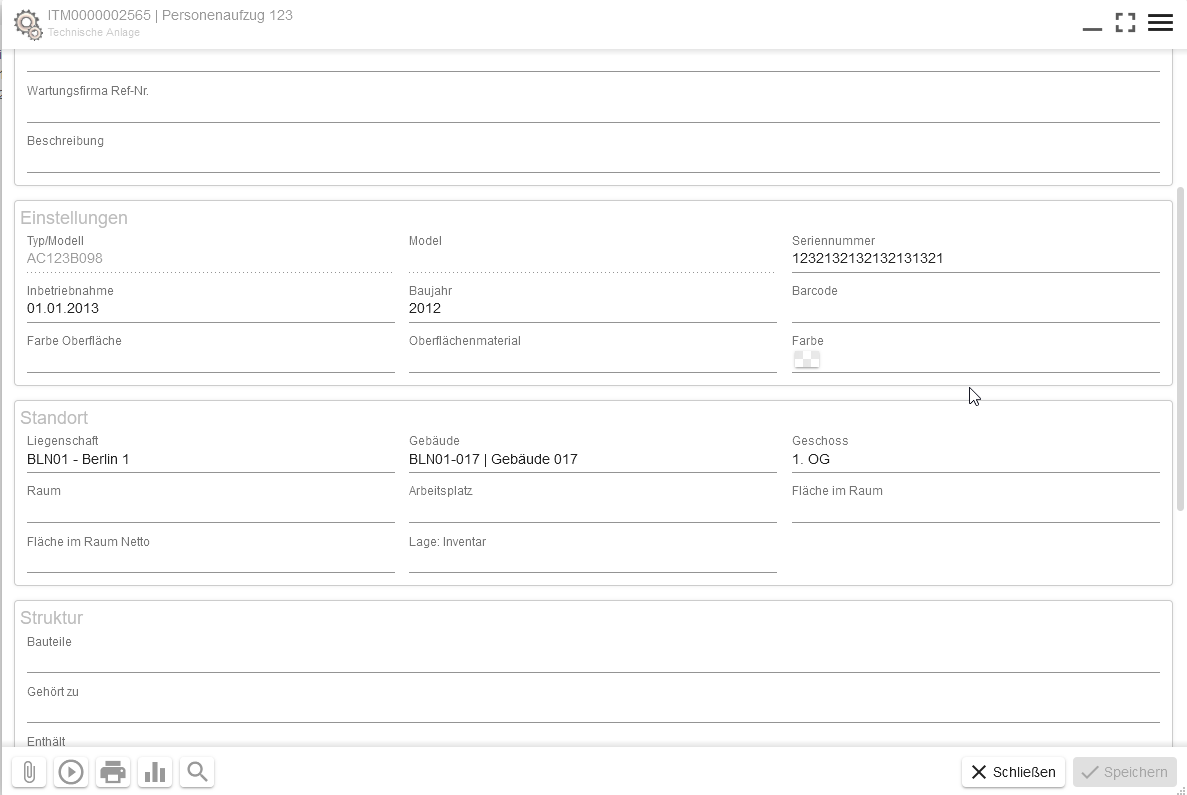 ITM0000002565 | Personenaufzug 123
Technische Anlage
Wartungsfirma Ref-Nr.
Beschreibung
Einstellungen
Typ/Modell Model Seriennummer
AC123B098 1232132132132131321
Inbetriebnahme Baujahr Barcode
01.01.2013 2012
Farbe Oberfläche Oberflächenmaterial Farbe
Standort
Liegenschaft Gebäude Geschoss
BLN01 - Berlin 1 BLN01-017 | Gebäude 017 1. OG
Raum Arbeitsplatz Fläche im Raum
Fläche im Raum Netto Lage: Inventar
Struktur
Bauteile
Gehört zu
Enthält
Schließen Speichern